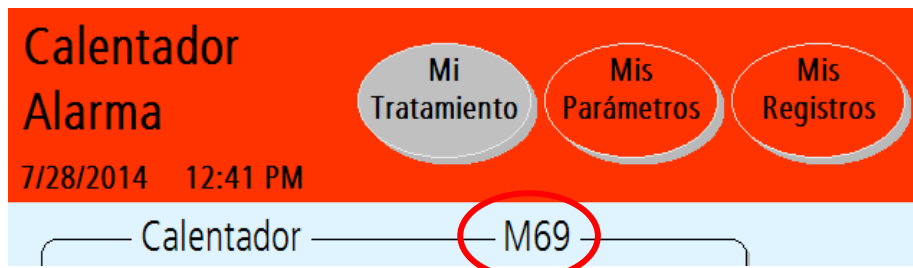 Calentador
Alarma
7/28/2014 12:41 PM
Mi
Tratamiento
Mis
Parámetros
Mis
Registros
Calentador M69